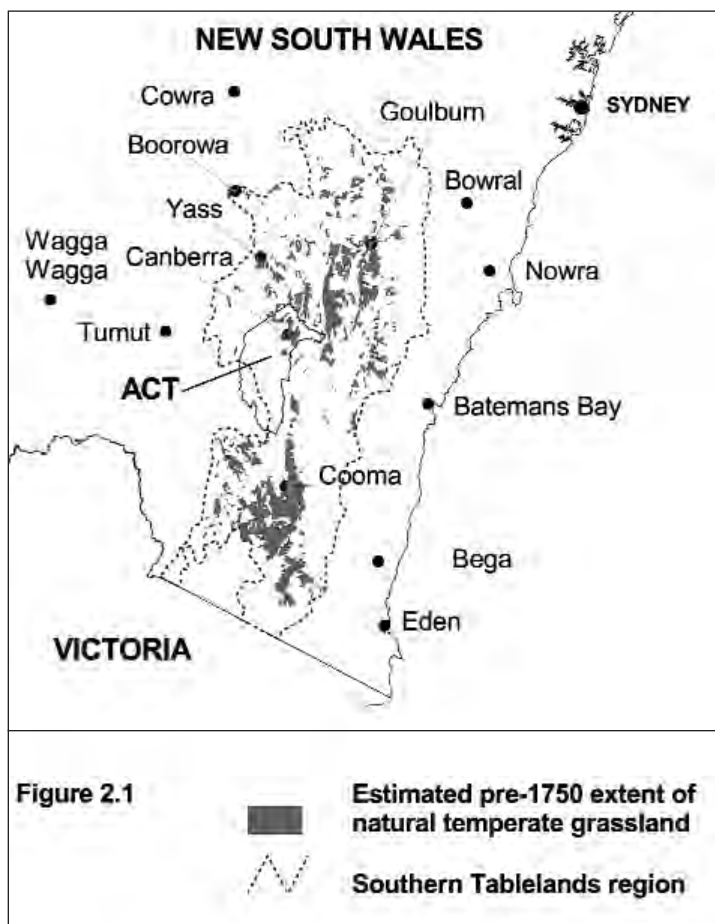 NEW SOUTH WALES
Cowra
Goulburn
SYDNEY
Boorowa
Bowral
Yass
Wagga
Wagga
Canberra
Nowra
Tumut
ACT
Batemans Bay
Cooma
Bega
Eden
VICTORIA
Figure 2.1
Estimated pre-1750 extent of
natural temperate grassland
Southern Tablelands region